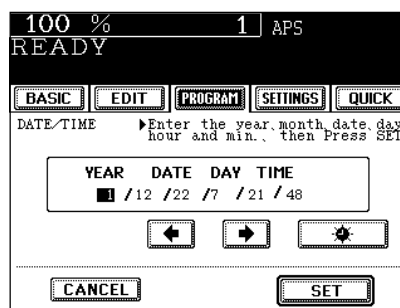 100 % 1 APS
READY
BASIC EDIT PROGRAM SETTINGS QUICK
DATE/TIME ▶Enter the year, month, date, day
hour and min., then Press SET
YEAR DATE DAY TIME
1 /12 /22 /7 /21 /48
CANCEL SET